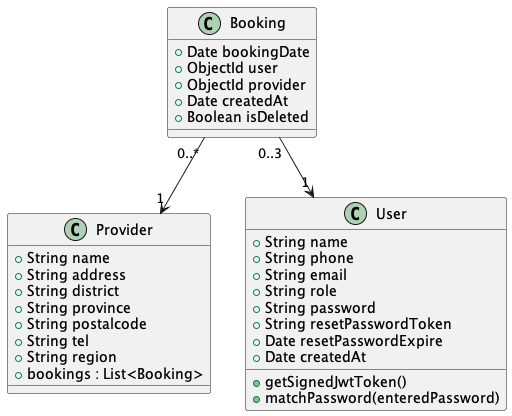 C Booking
Date bookingDate
ObjectId user
ObjectId provider
Date createdAt
Boolean isDeleted
0..*
0..3
1
1
C Provider
String name
String address
String district
String province
String postalcode
String tel
String region
bookings : List<Booking>
C User
String name
String phone
String email
String role
String password
String resetPasswordToken
Date resetPasswordExpire
Date createdAt
getSignedJwtToken()
matchPassword(enteredPassword)